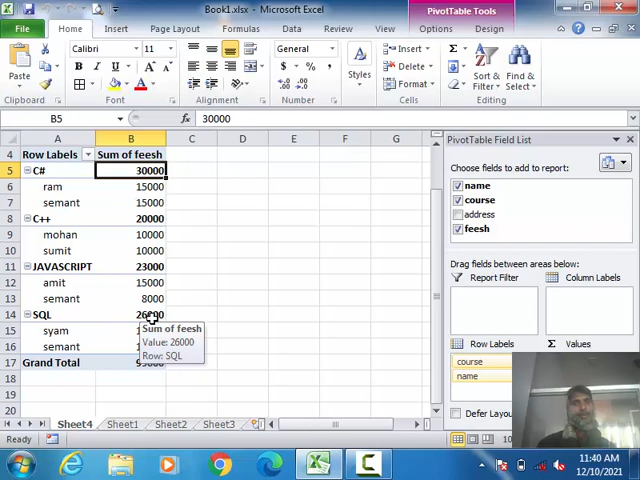 Book1.xlsx - Microsoft Excel
PivotTable Tools
File
Home
Insert
Page Layout
Formulas
Data
Review
View
Options
Design
Paste
Clipboard
Calibri
11
B I U
Font
Alignment
General
$ % ,
Number
Styles
Insert
Delete
Format
Cells
Sort & Filter
Find & Select
Editing
B5
fx
30000
A B C D E F G
4 Row Labels Sum of feesh
5 C# 30000
6 ram 15000
7 semant 15000
8 C++ 20000
9 mohan 10000
10 sumit 10000
11 JAVASCRIPT 23000
12 amit 15000
13 semant 8000
14 SQL 26000
15 syam
16 semant
17 Grand Total
18
19
20
Sum of feesh
Value: 26000
Row: SQL
PivotTable Field List
Choose fields to add to report:
name
course
address
feesh
Drag fields between areas below:
Report Filter
Column Labels
Row Labels
Σ Values
course
name
Defer Layou
Sheet4
Sheet1
Sheet2
Sheet3
Ready
11:40 AM
12/10/2021